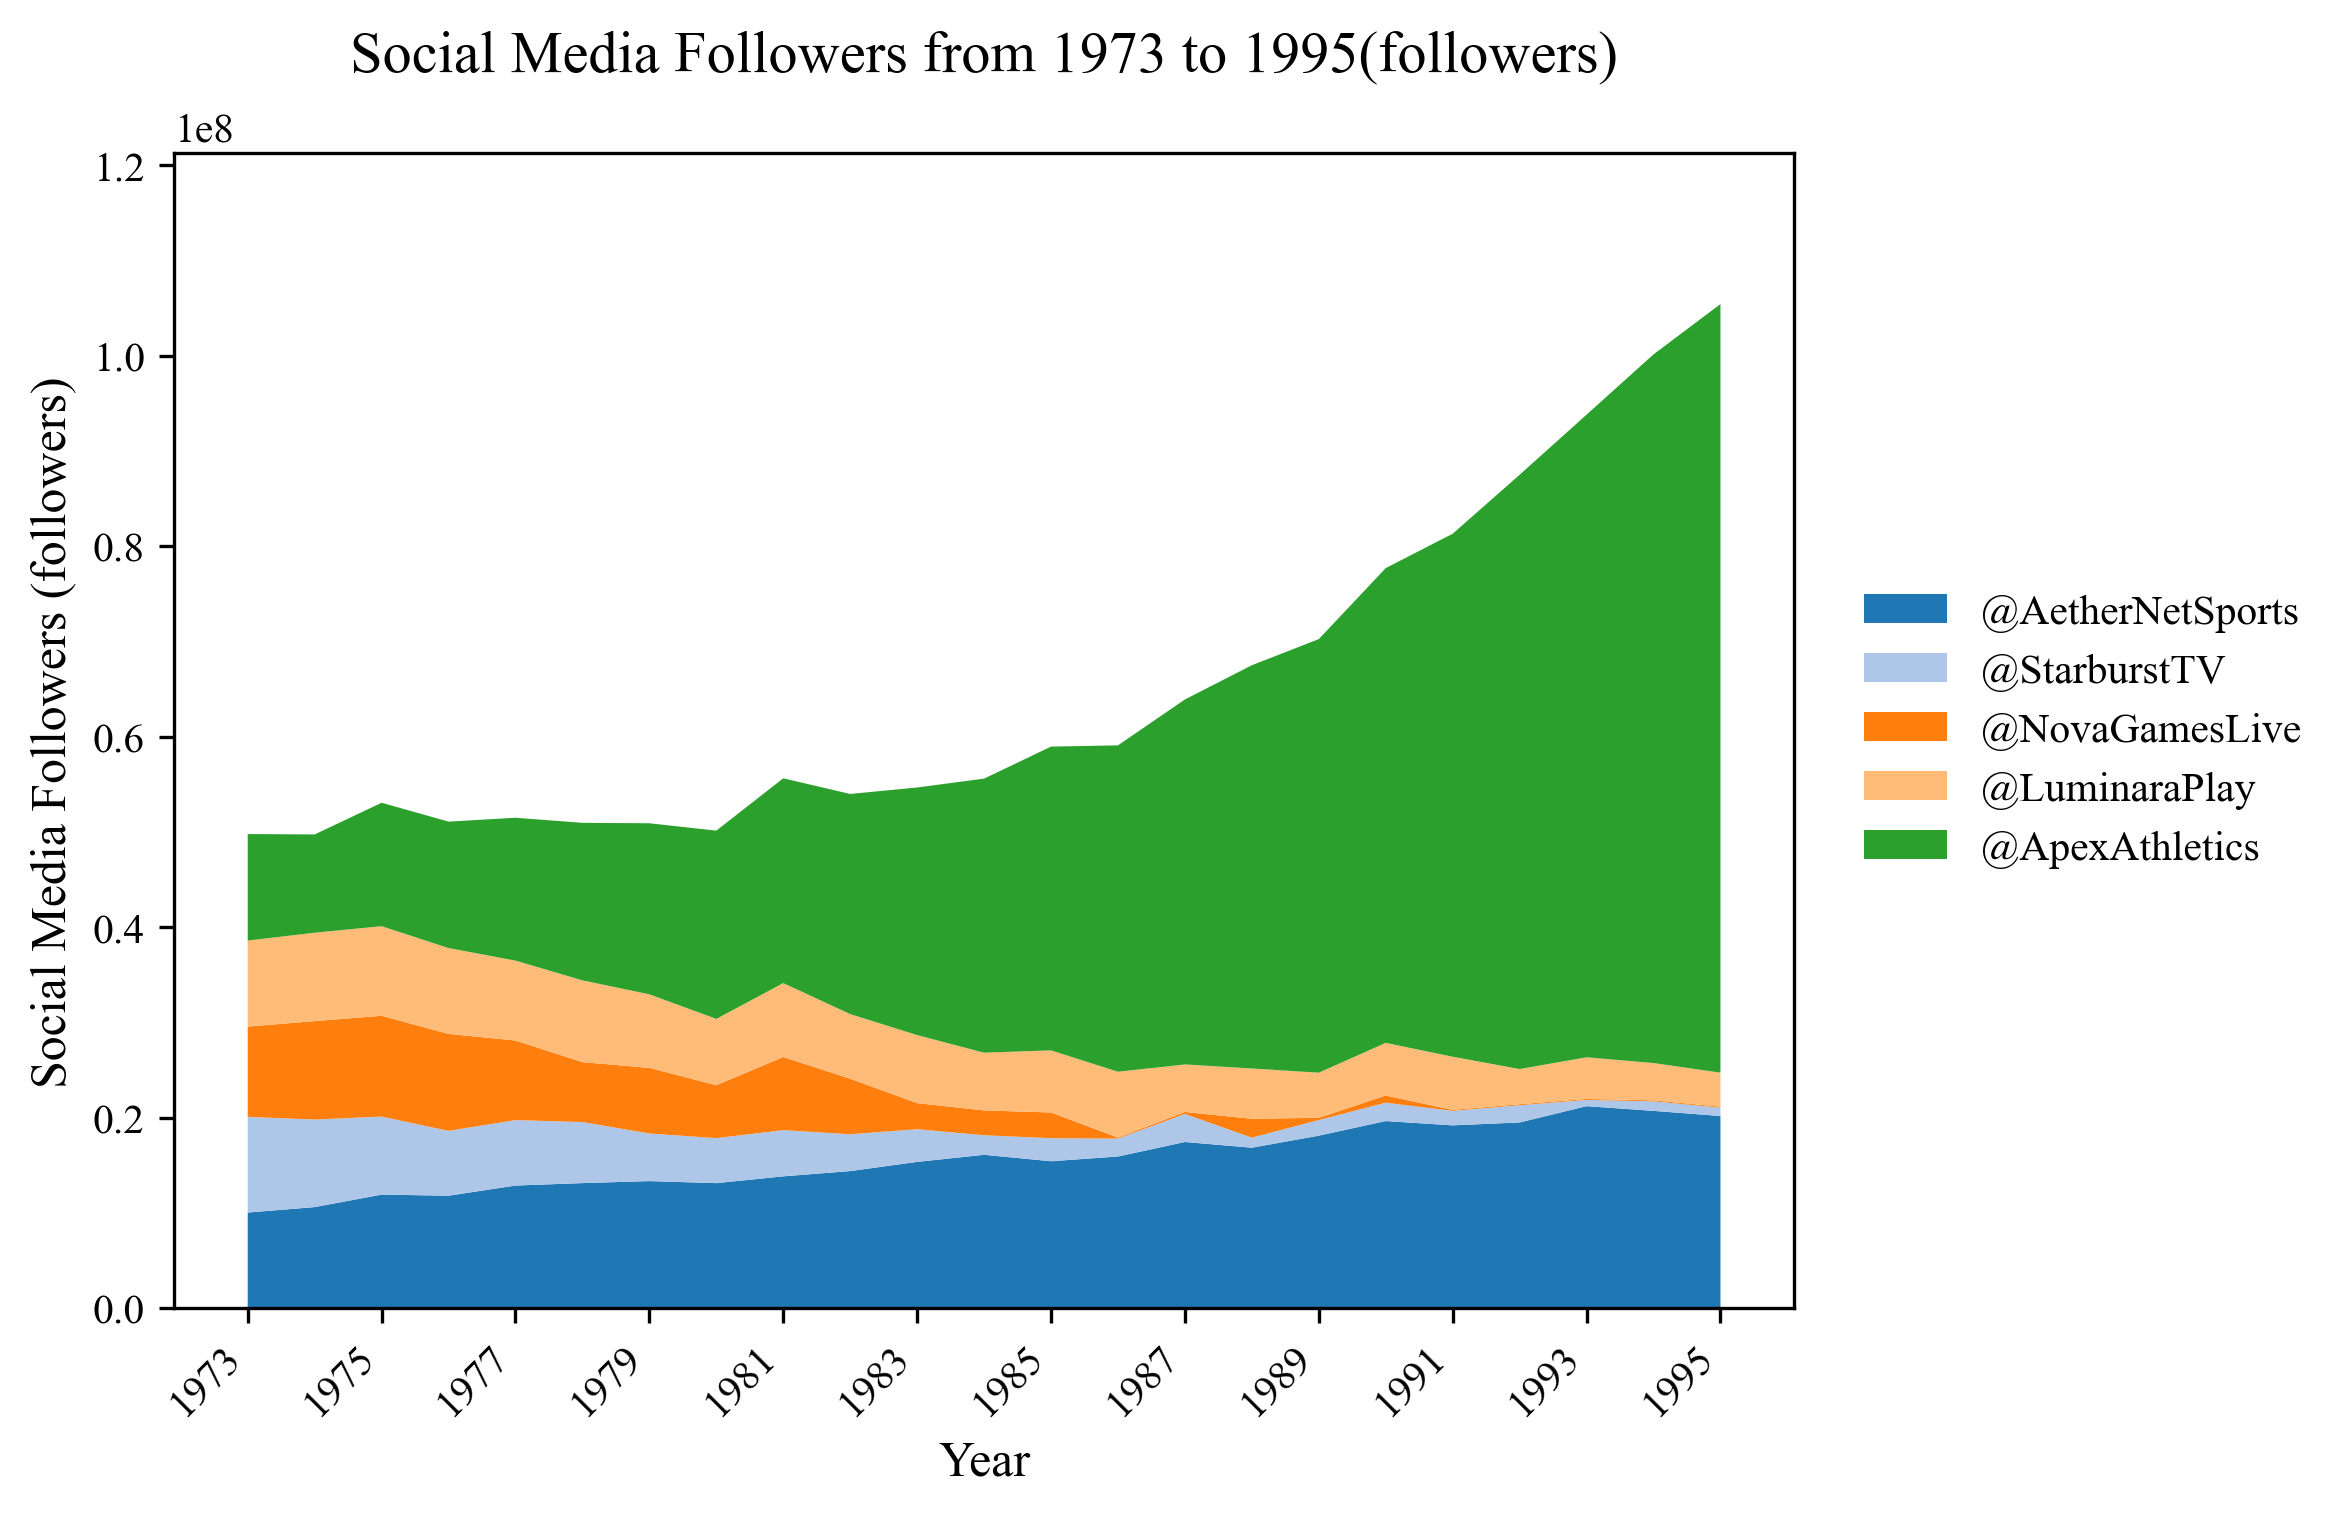 Social Media Followers from 1973 to 1995(followers)
1e8
1.2
1.0
0.8
0.6
0.4
0.2
0.0
Social Media Followers (followers)
1973
1975
1977
1979
1981
1983
1985
1987
1989
1991
1993
1995
Year
@AetherNetSports
@StarburstTV
@NovaGamesLive
@LuminaraPlay
@ApexAthletics